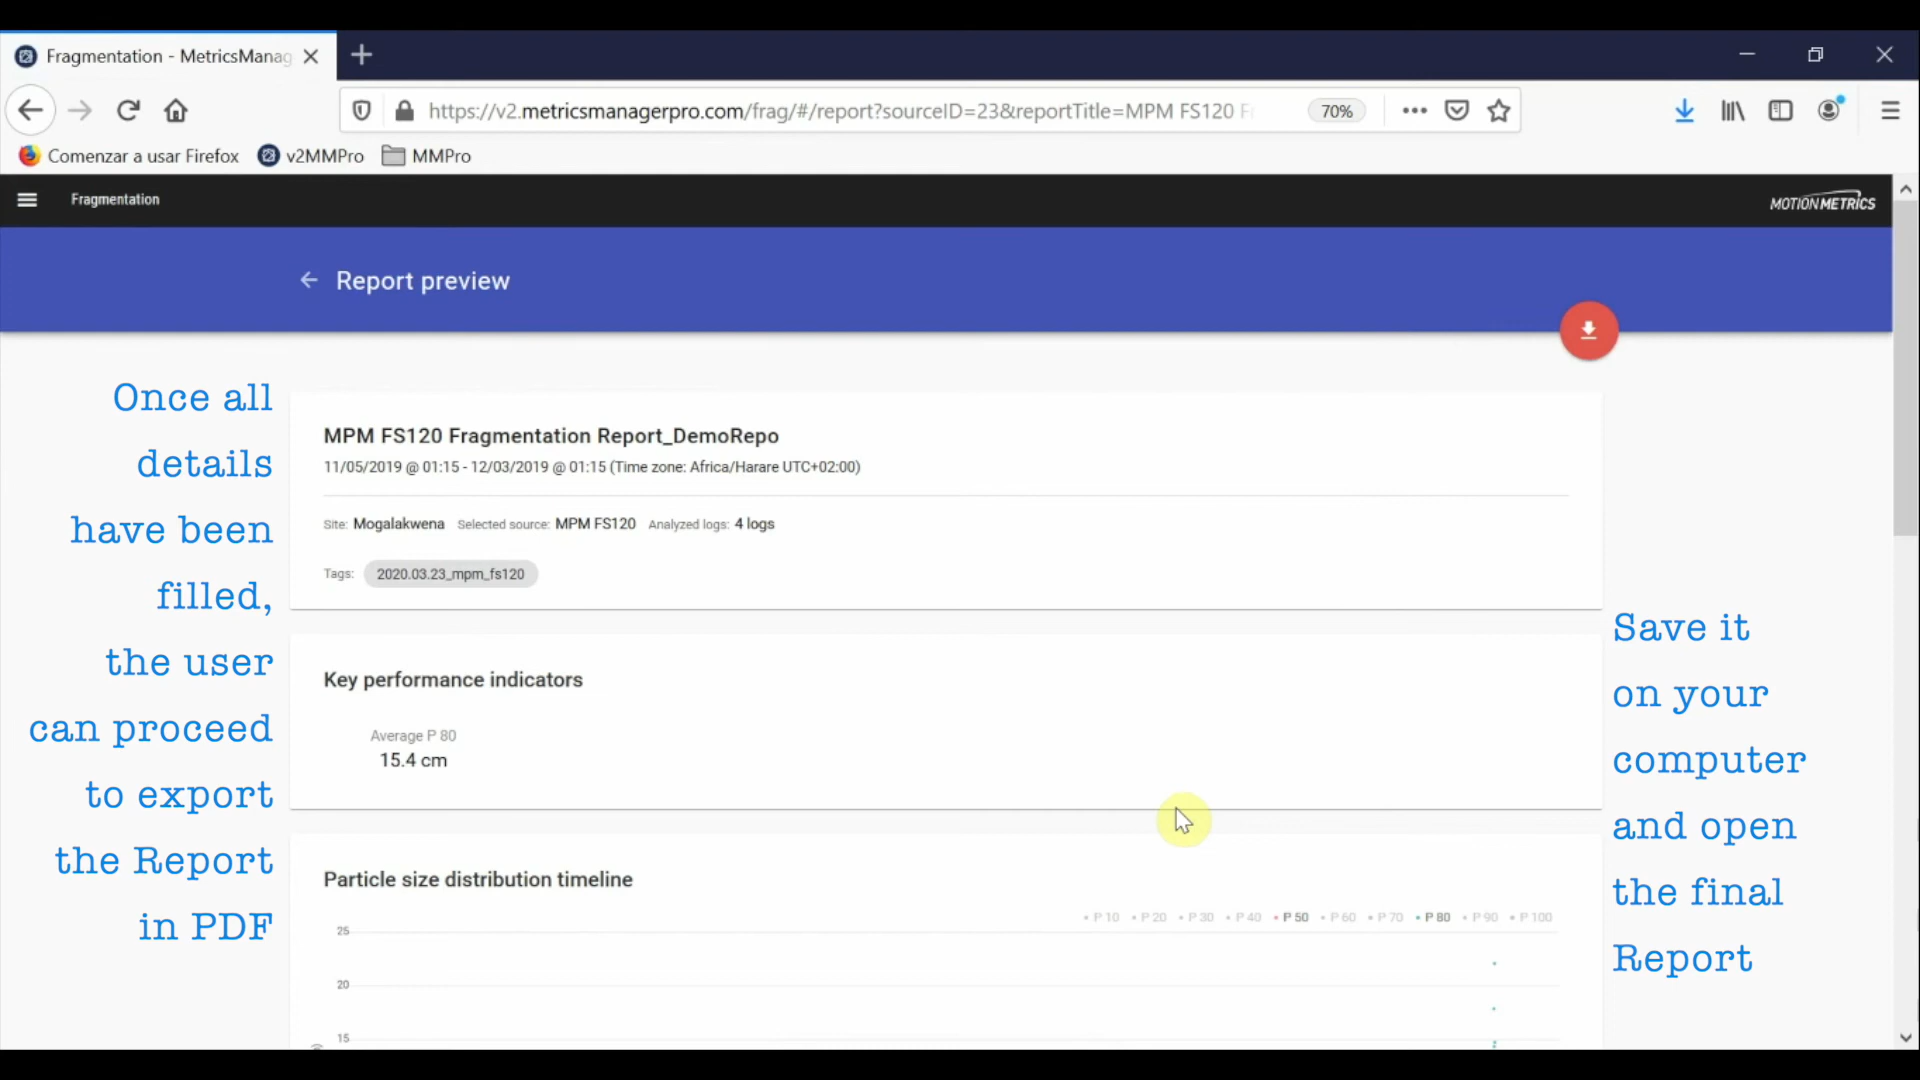 Fragmentation - MetricsManag
https://v2.metricsmanagerpro.com/frag/#/report?sourceID=23&reportTitle=MPM FS120 F
70%
Comenzar a usar Firefox
v2MMPro
MMPro
Fragmentation
MOTION METRICS
Report preview
Once all
details
have been
filled,
the user
can proceed
to export
the Report
in PDF
MPM FS120 Fragmentation Report_DemoRepo
11/05/2019 @ 01:15 - 12/03/2019 @ 01:15 (Time zone: Africa/Harare UTC+02:00)
Site: Mogalakwena Selected source: MPM FS120 Analyzed logs: 4 logs
Tags: 2020.03.23_mpm_fs120
Key performance indicators
Average P 80
15.4 cm
Particle size distribution timeline
P 10 P 20 P 30 P 40 P 50 P 60 P 70 P 80 P 90 P 100
25
20
15
Save it
on your
computer
and open
the final
Report